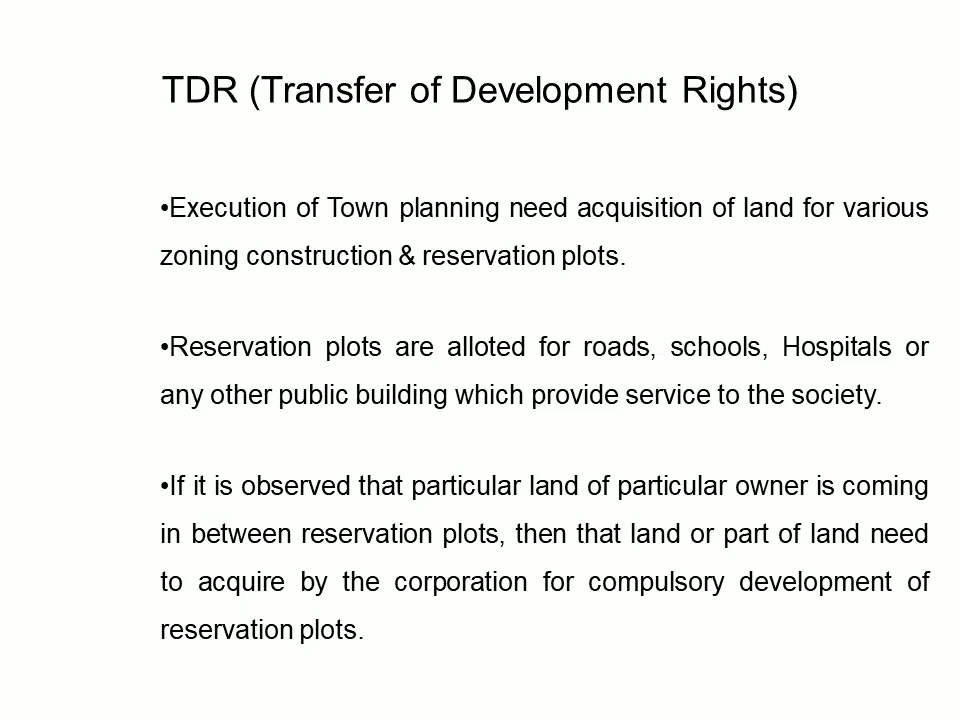 TDR (Transfer of Development Rights)
•Execution of Town planning need acquisition of land for various
zoning construction & reservation plots.
•Reservation plots are alloted for roads, schools, Hospitals or
any other public building which provide service to the society.
•If it is observed that particular land of particular owner is coming
in between reservation plots, then that land or part of land need
to acquire by the corporation for compulsory development of
reservation plots.